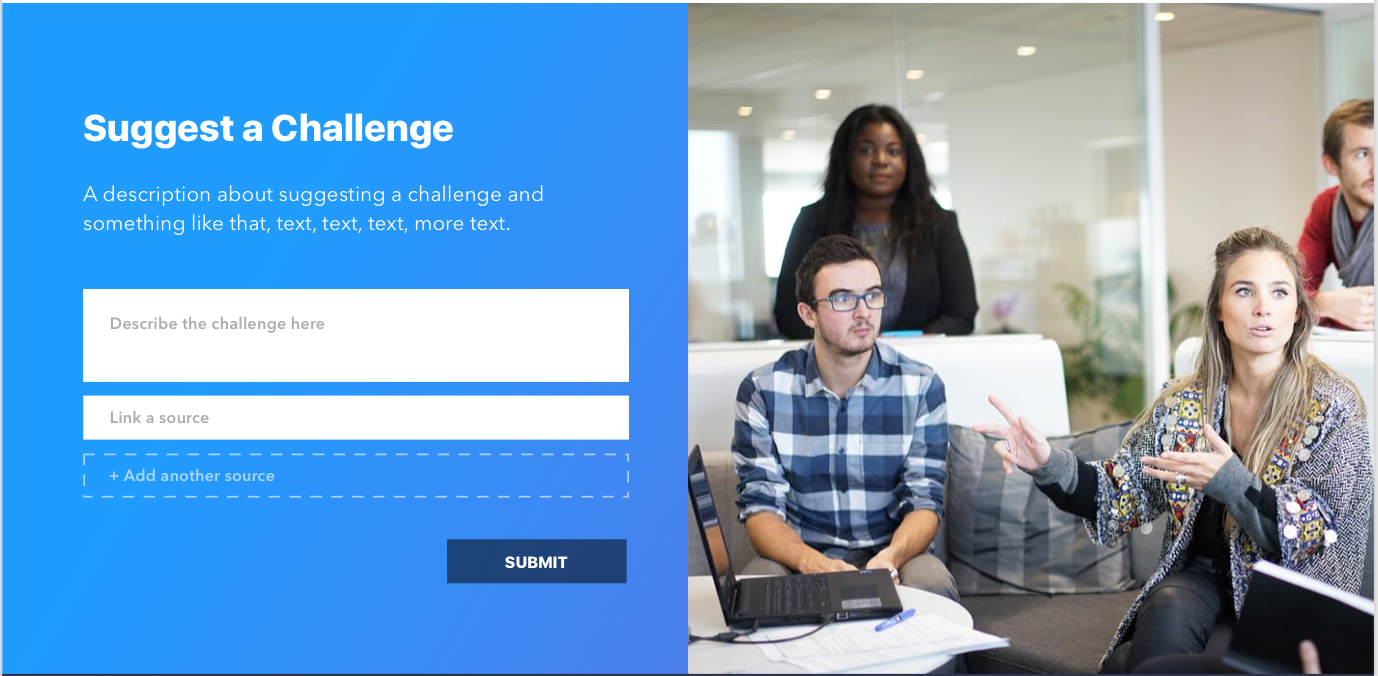 Suggest a Challenge
A description about suggesting a challenge and
something like that, text, text, text, more text.
Describe the challenge here
Link a source
+ Add another source
SUBMIT